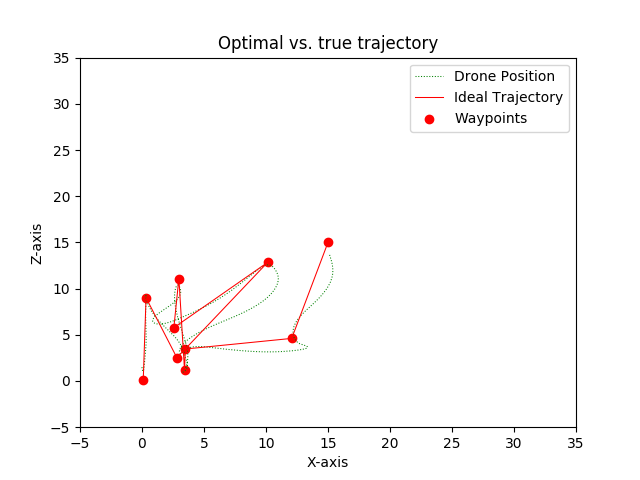 Optimal vs. true trajectory
Drone Position
Ideal Trajectory
Waypoints
35
30
25
20
15
10
5
0
−5
Z-axis
−5 0 5 10 15 20 25 30 35
X-axis